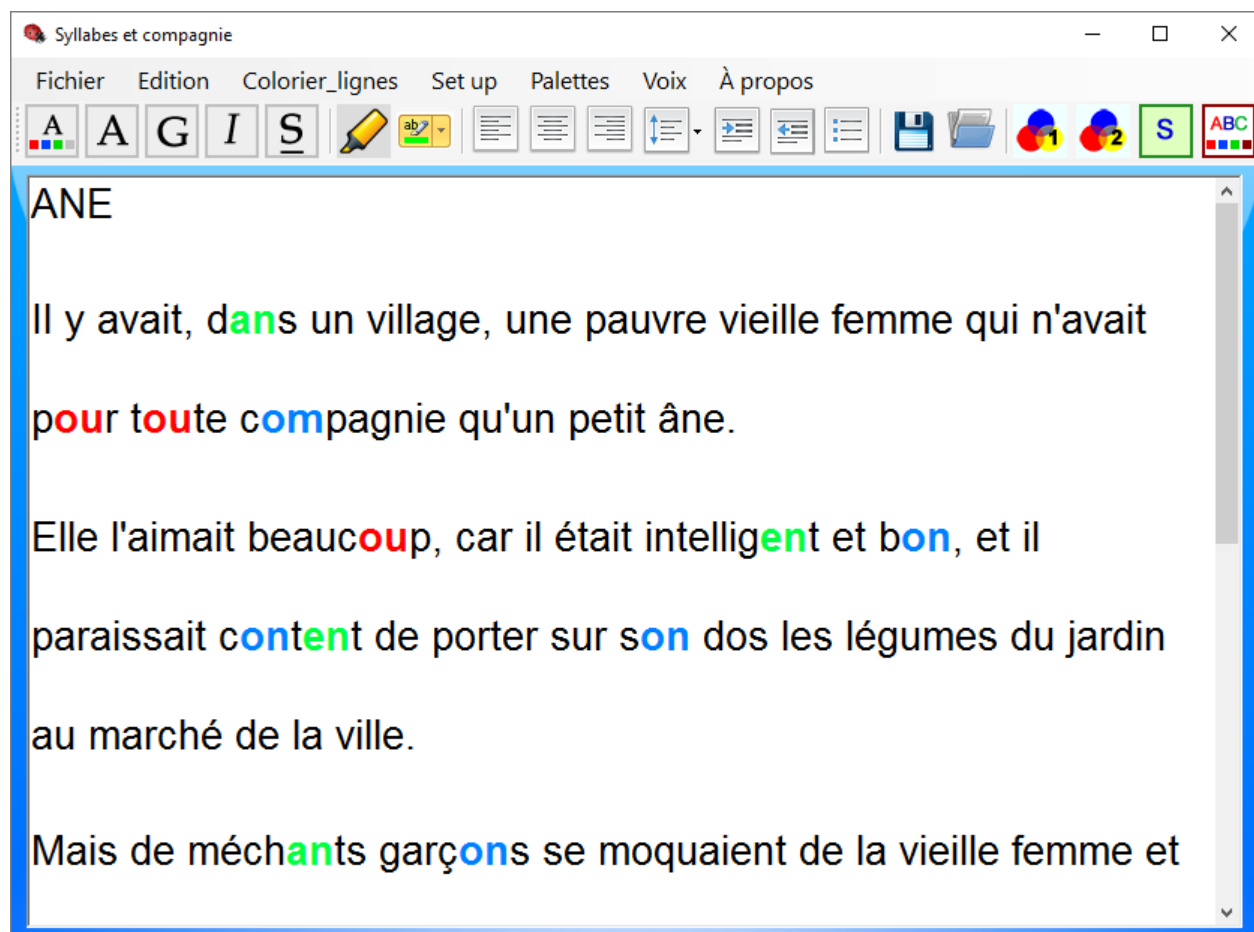 Syllabes et compagnie
Fichier Edition Colorier_lignes Set up Palettes Voix À propos
A A G I S ab 1 2 S ABC
ANE
Il y avait, dans un village, une pauvre vieille femme qui n'avait
pour toute compagnie qu'un petit âne.
Elle l'aimait beaucoup, car il était intelligent et bon, et il
paraissait content de porter sur son dos les légumes du jardin
au marché de la ville.
Mais de méchants garçons se moquaient de la vieille femme et